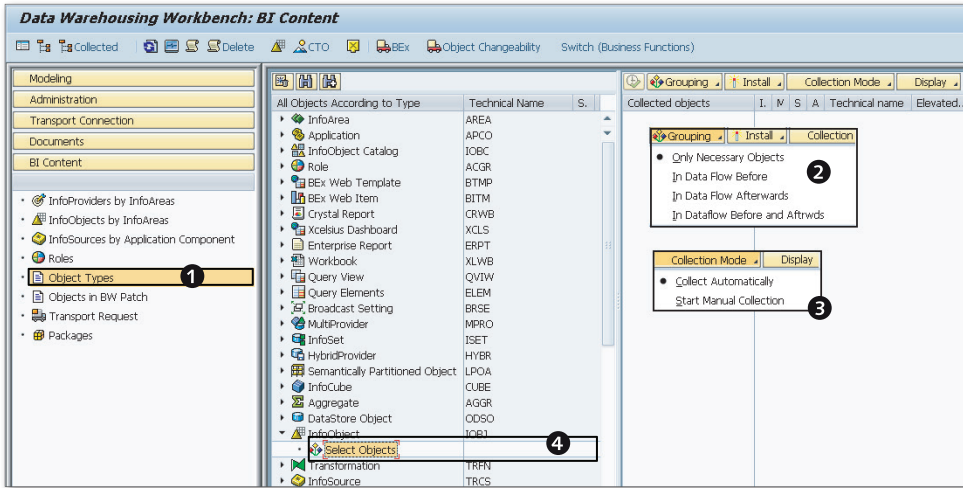 Data Warehousing Workbench: BI Content
Collected Delete CTO BEx Object Changeability Switch (Business Functions)
Modeling
Administration
Transport Connection
Documents
BI Content
InfoProviders by InfoAreas
InfoObjects by InfoAreas
InfoSources by Application Component
Roles
Object Types 1
Objects in BW Patch
Transport Request
Packages
All Objects According to Type Technical Name S.
InfoArea AREA
Application APCO
InfoObject Catalog IOBC
Role ACGR
BEx Web Template BTMP
BEx Web Item BITM
Crystal Report CRWB
Xcelsius Dashboard XCLS
Enterprise Report ERPT
Workbook XLWB
Query View QVIW
Query Elements ELEM
Broadcast Setting BRSE
MultiProvider MPRO
InfoSet ISET
HybridProvider HYBR
Semantically Partitioned Object LPOA
InfoCube CUBE
Aggregate AGGR
DataStore Object ODSO
InfoObject IOBJ
Select Objects 4
Transformation TRFN
InfoSource TRCS
Grouping Install Collection Mode Display
Collected objects I. M S A Technical name Elevated..
Grouping Install Collection
Only Necessary Objects
In Data Flow Before 2
In Data Flow Afterwards
In Dataflow Before and Aftrwds
Collection Mode Display
Collect Automatically
Start Manual Collection 3